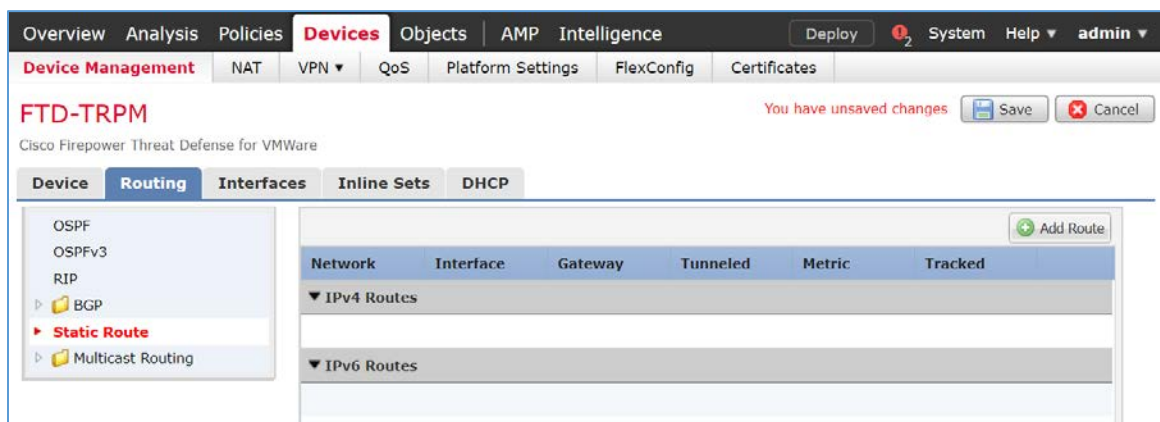 Overview Analysis Policies Devices Objects AMP Intelligence Deploy 2 System Help admin
Device Management NAT VPN QoS Platform Settings FlexConfig Certificates
FTD-TRPM
You have unsaved changes Save Cancel
Cisco Firepower Threat Defense for VMWare
Device Routing Interfaces Inline Sets DHCP
OSPF
OSPFv3
RIP
BGP
Static Route
Multicast Routing
Add Route
Network Interface Gateway Tunneled Metric Tracked
IPv4 Routes
IPv6 Routes